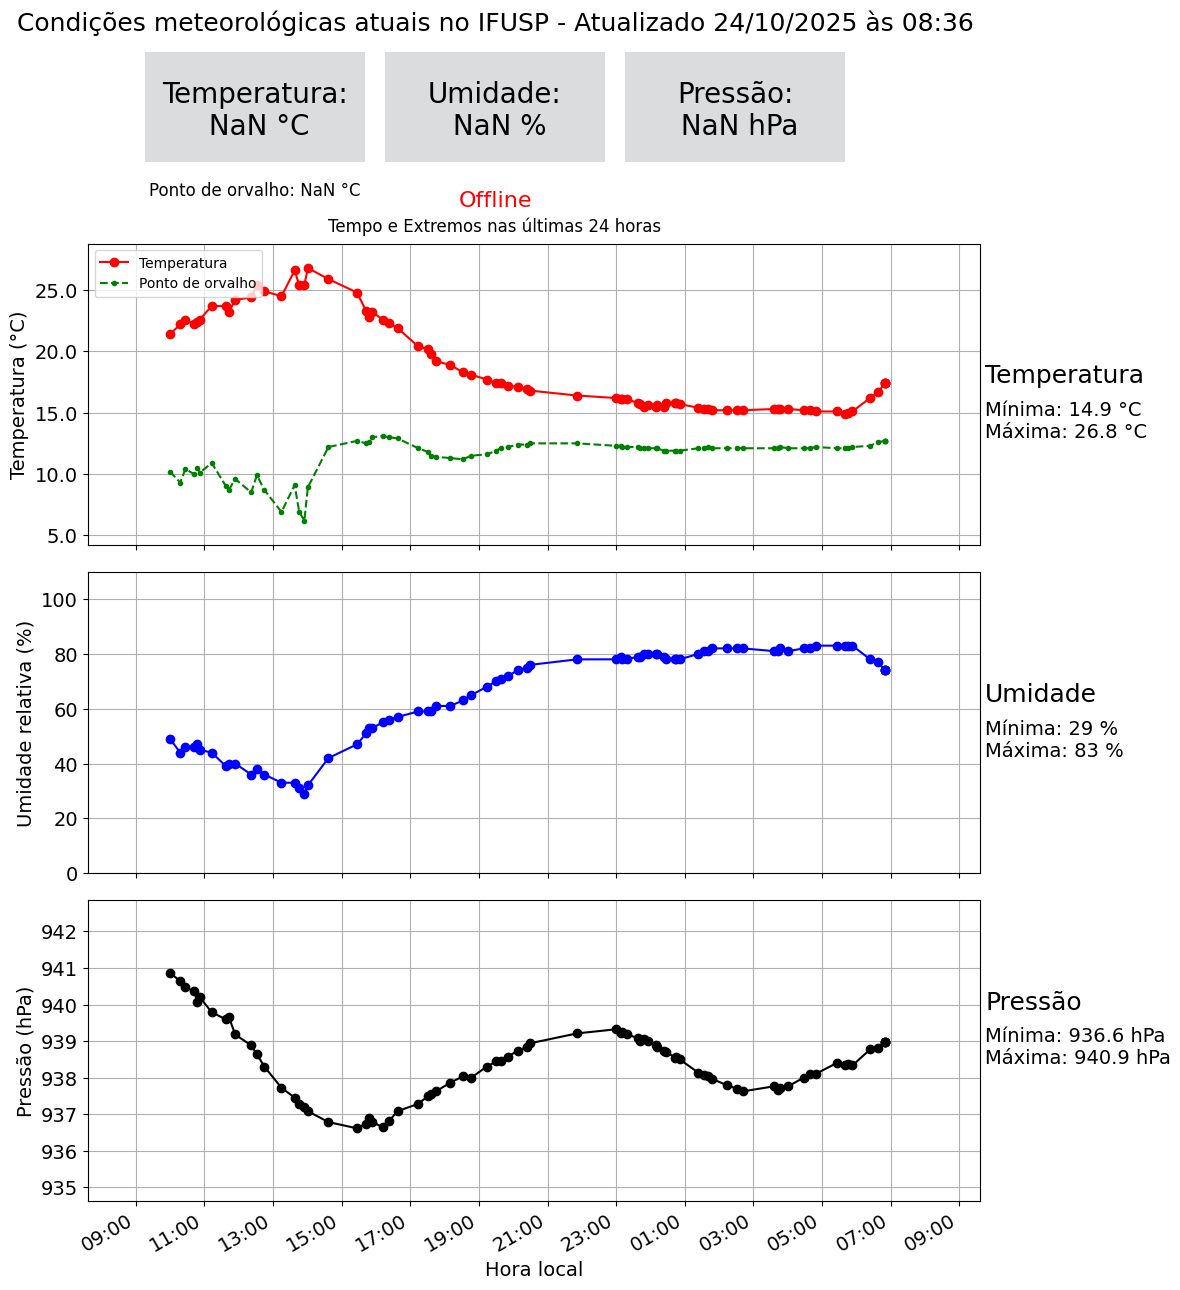 Condições meteorológicas atuais no IFUSP - Atualizado 24/10/2025 às 08:36
Temperatura:
NaN °C
Umidade:
NaN %
Pressão:
NaN hPa
Ponto de orvalho: NaN °C
Offline
Tempo e Extremos nas últimas 24 horas
Temperatura
Ponto de orvalho
Temperatura (°C)
25.0
20.0
15.0
10.0
5.0
Temperatura
Mínima: 14.9 °C
Máxima: 26.8 °C
Umidade relativa (%)
100
80
60
40
20
0
Umidade
Mínima: 29 %
Máxima: 83 %
Pressão (hPa)
942
941
940
939
938
937
936
935
Pressão
Mínima: 936.6 hPa
Máxima: 940.9 hPa
09:00 11:00 13:00 15:00 17:00 19:00 21:00 23:00 01:00 03:00 05:00 07:00 09:00
Hora local